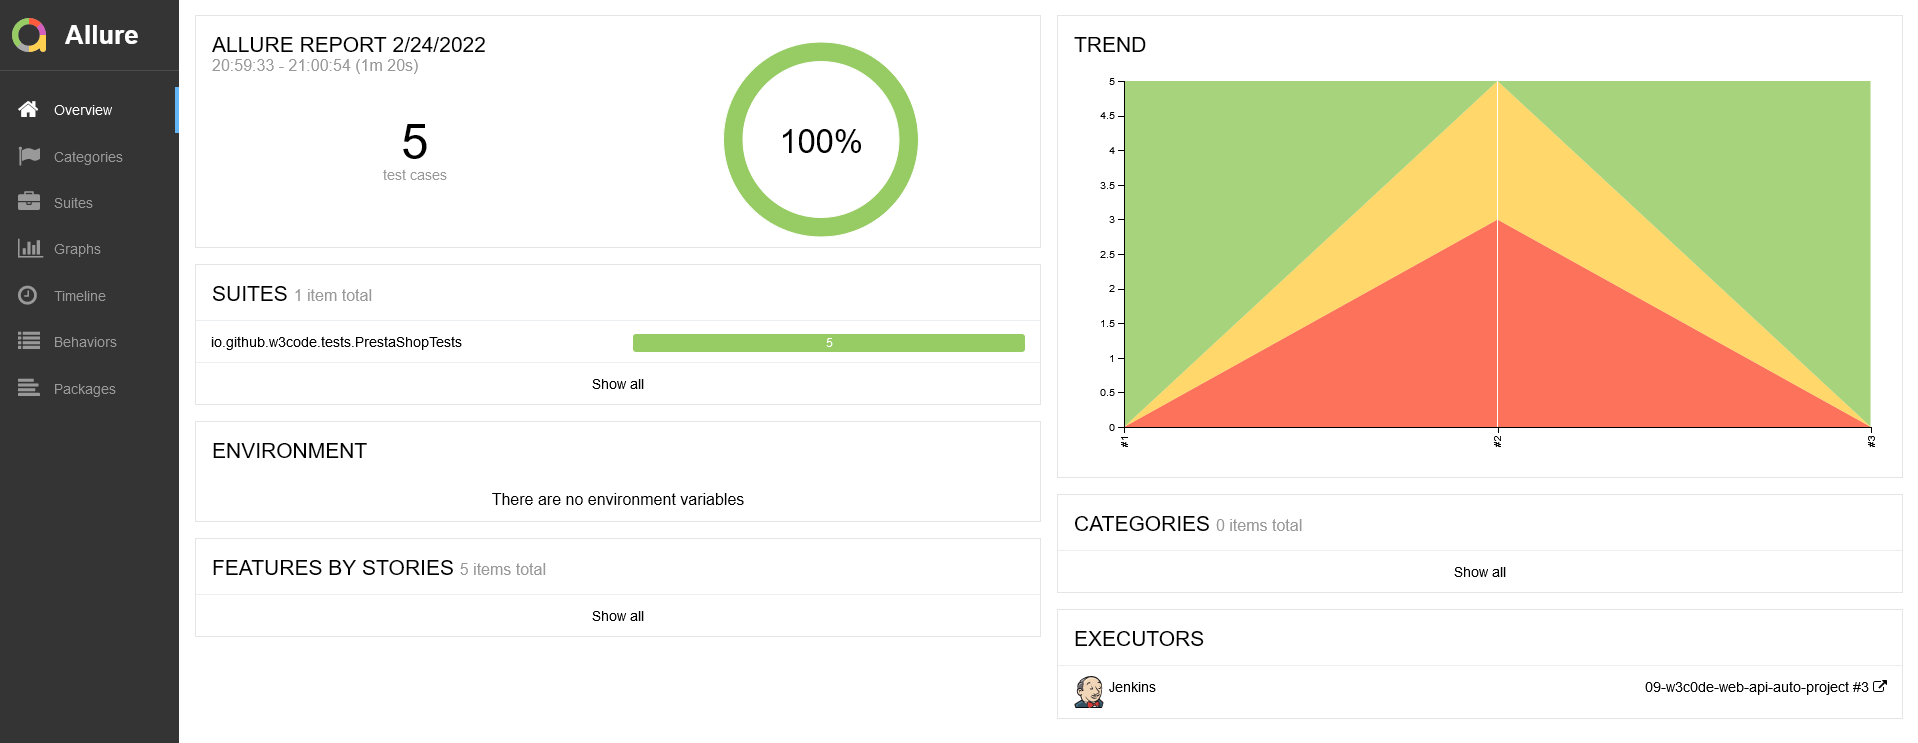 Allure
Overview
Categories
Suites
Graphs
Timeline
Behaviors
Packages
ALLURE REPORT 2/24/2022
20:59:33 - 21:00:54 (1m 20s)
5
test cases
100%
SUITES 1 item total
io.github.w3code.tests.PrestaShopTests 5
Show all
ENVIRONMENT
There are no environment variables
FEATURES BY STORIES 5 items total
Show all
TREND
5
4.5
4
3.5
3
2.5
2
1.5
1
0.5
0
#1
#2
#3
CATEGORIES 0 items total
Show all
EXECUTORS
Jenkins 09-w3c0de-web-api-auto-project #3